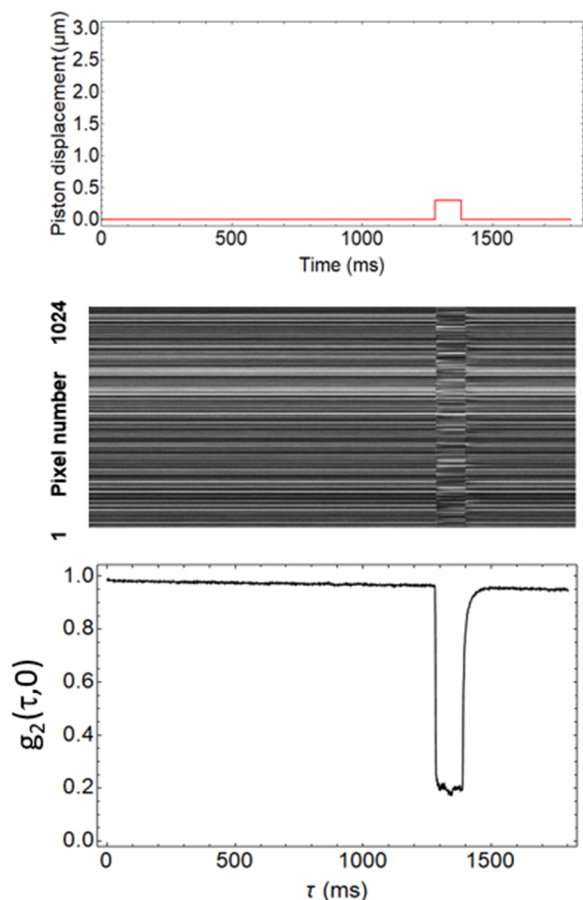 Piston displacement (μm)
3.0
2.5
2.0
1.5
1.0
0.5
0.0
0 500 1000 1500
Time (ms)
1 Pixel number 1024
g₂(τ,0)
1.0
0.8
0.6
0.4
0.2
0.0
0 500 1000 1500
τ (ms)